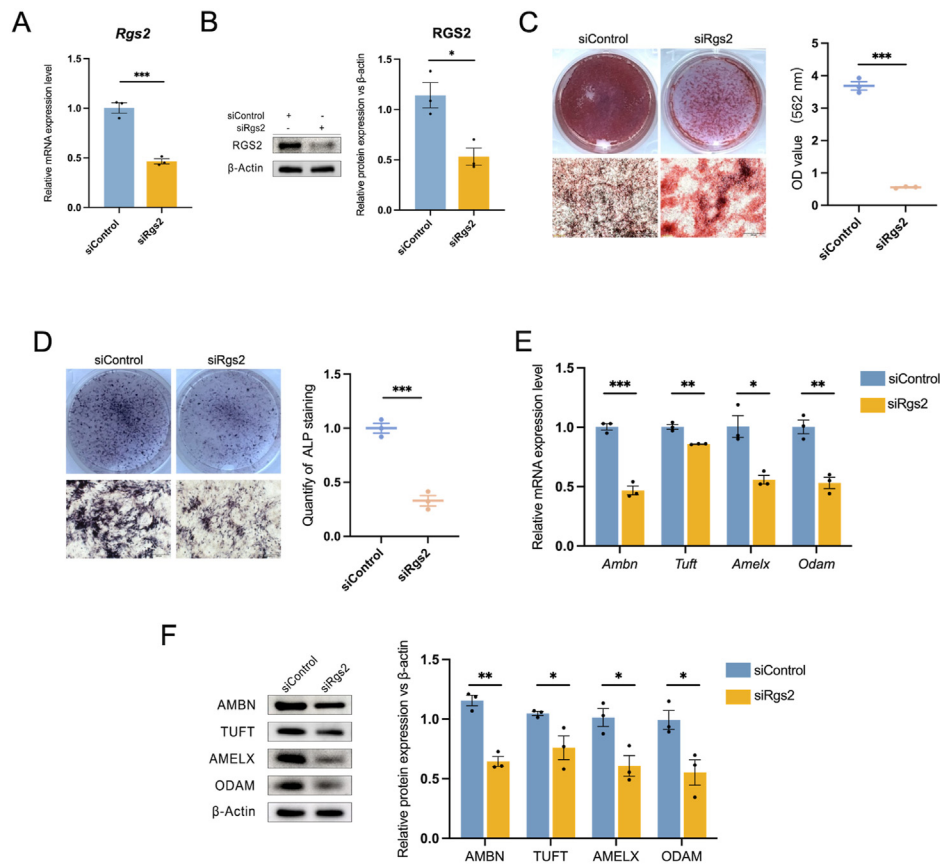 A
Rgs2
Relative mRNA expression level
1.5
1.0
0.5
0.0
***
siControl
siRgs2
B
siControl + -
siRgs2 - +
RGS2
β-Actin
RGS2
Relative protein expression vs β-actin
1.5
1.0
0.5
0.0
*
siControl
siRgs2
C
siControl
siRgs2
OD value (562 nm)
5
4
3
2
1
0
***
siControl
siRgs2
D
siControl
siRgs2
Quantify of ALP staining
1.5
1.0
0.5
0.0
***
siControl
siRgs2
E
Relative mRNA expression level
1.5
1.0
0.5
0.0
*** ** * **
Ambn Tuft Amelx Odam
siControl
siRgs2
F
siControl siRgs2
AMBN
TUFT
AMELX
ODAM
β-Actin
Relative protein expression vs β-actin
1.5
1.0
0.5
0.0
** * * *
AMBN TUFT AMELX ODAM
siControl
siRgs2